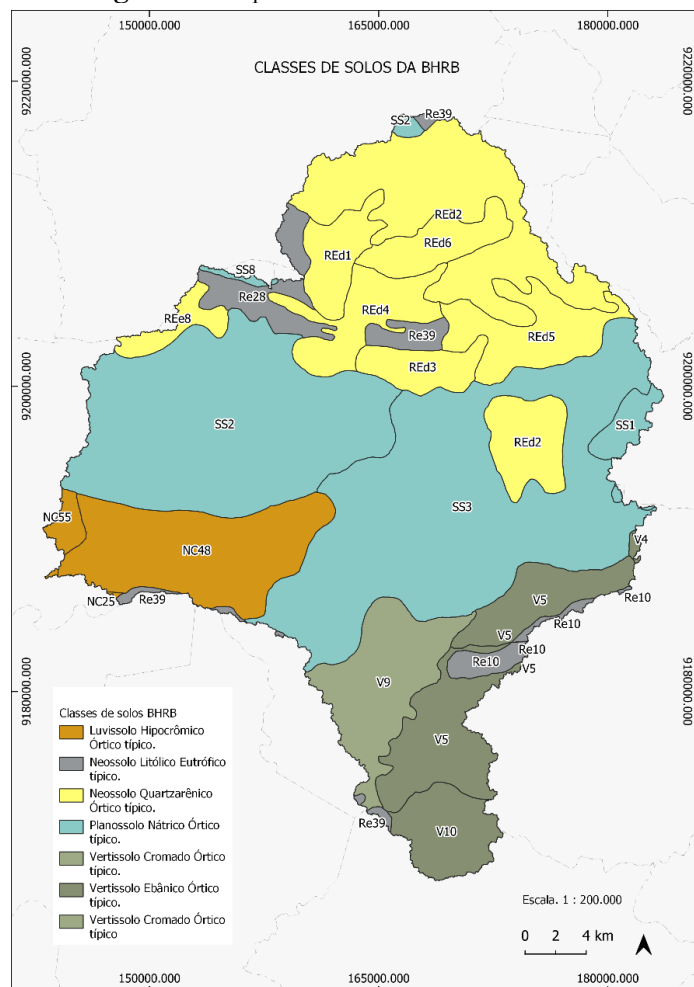 150000.000
165000.000
180000.000
9220000.000
9220000.000
CLASSES DE SOLOS DA BHRB
SS2
Re39
REd2
REd6
REd1
SS8
Re28
REe8
REd4
Re39
REd5
REd3
9200000.000
9200000.000
SS2
REd2
SS1
SS3
NC55
NC48
V4
NC25
Re39
V5
Re10
V5
Re10
Re10
Re10
V5
V9
9180000.000
9180000.000
V5
Re39
V10
Classes de solos BHRB
Luvissolo Hipocrômico
Órtico típico.
Neossolo Litólico Eutrófico
típico.
Neossolo Quartzarênico
Órtico típico.
Planossolo Nátrico Órtico
típico.
Vertissolo Cromado Órtico
típico.
Vertissolo Ebânico Órtico
típico.
Vertissolo Cromado Órtico
típico
Escala. 1 : 200.000
0 2 4 km
150000.000
165000.000
180000.000